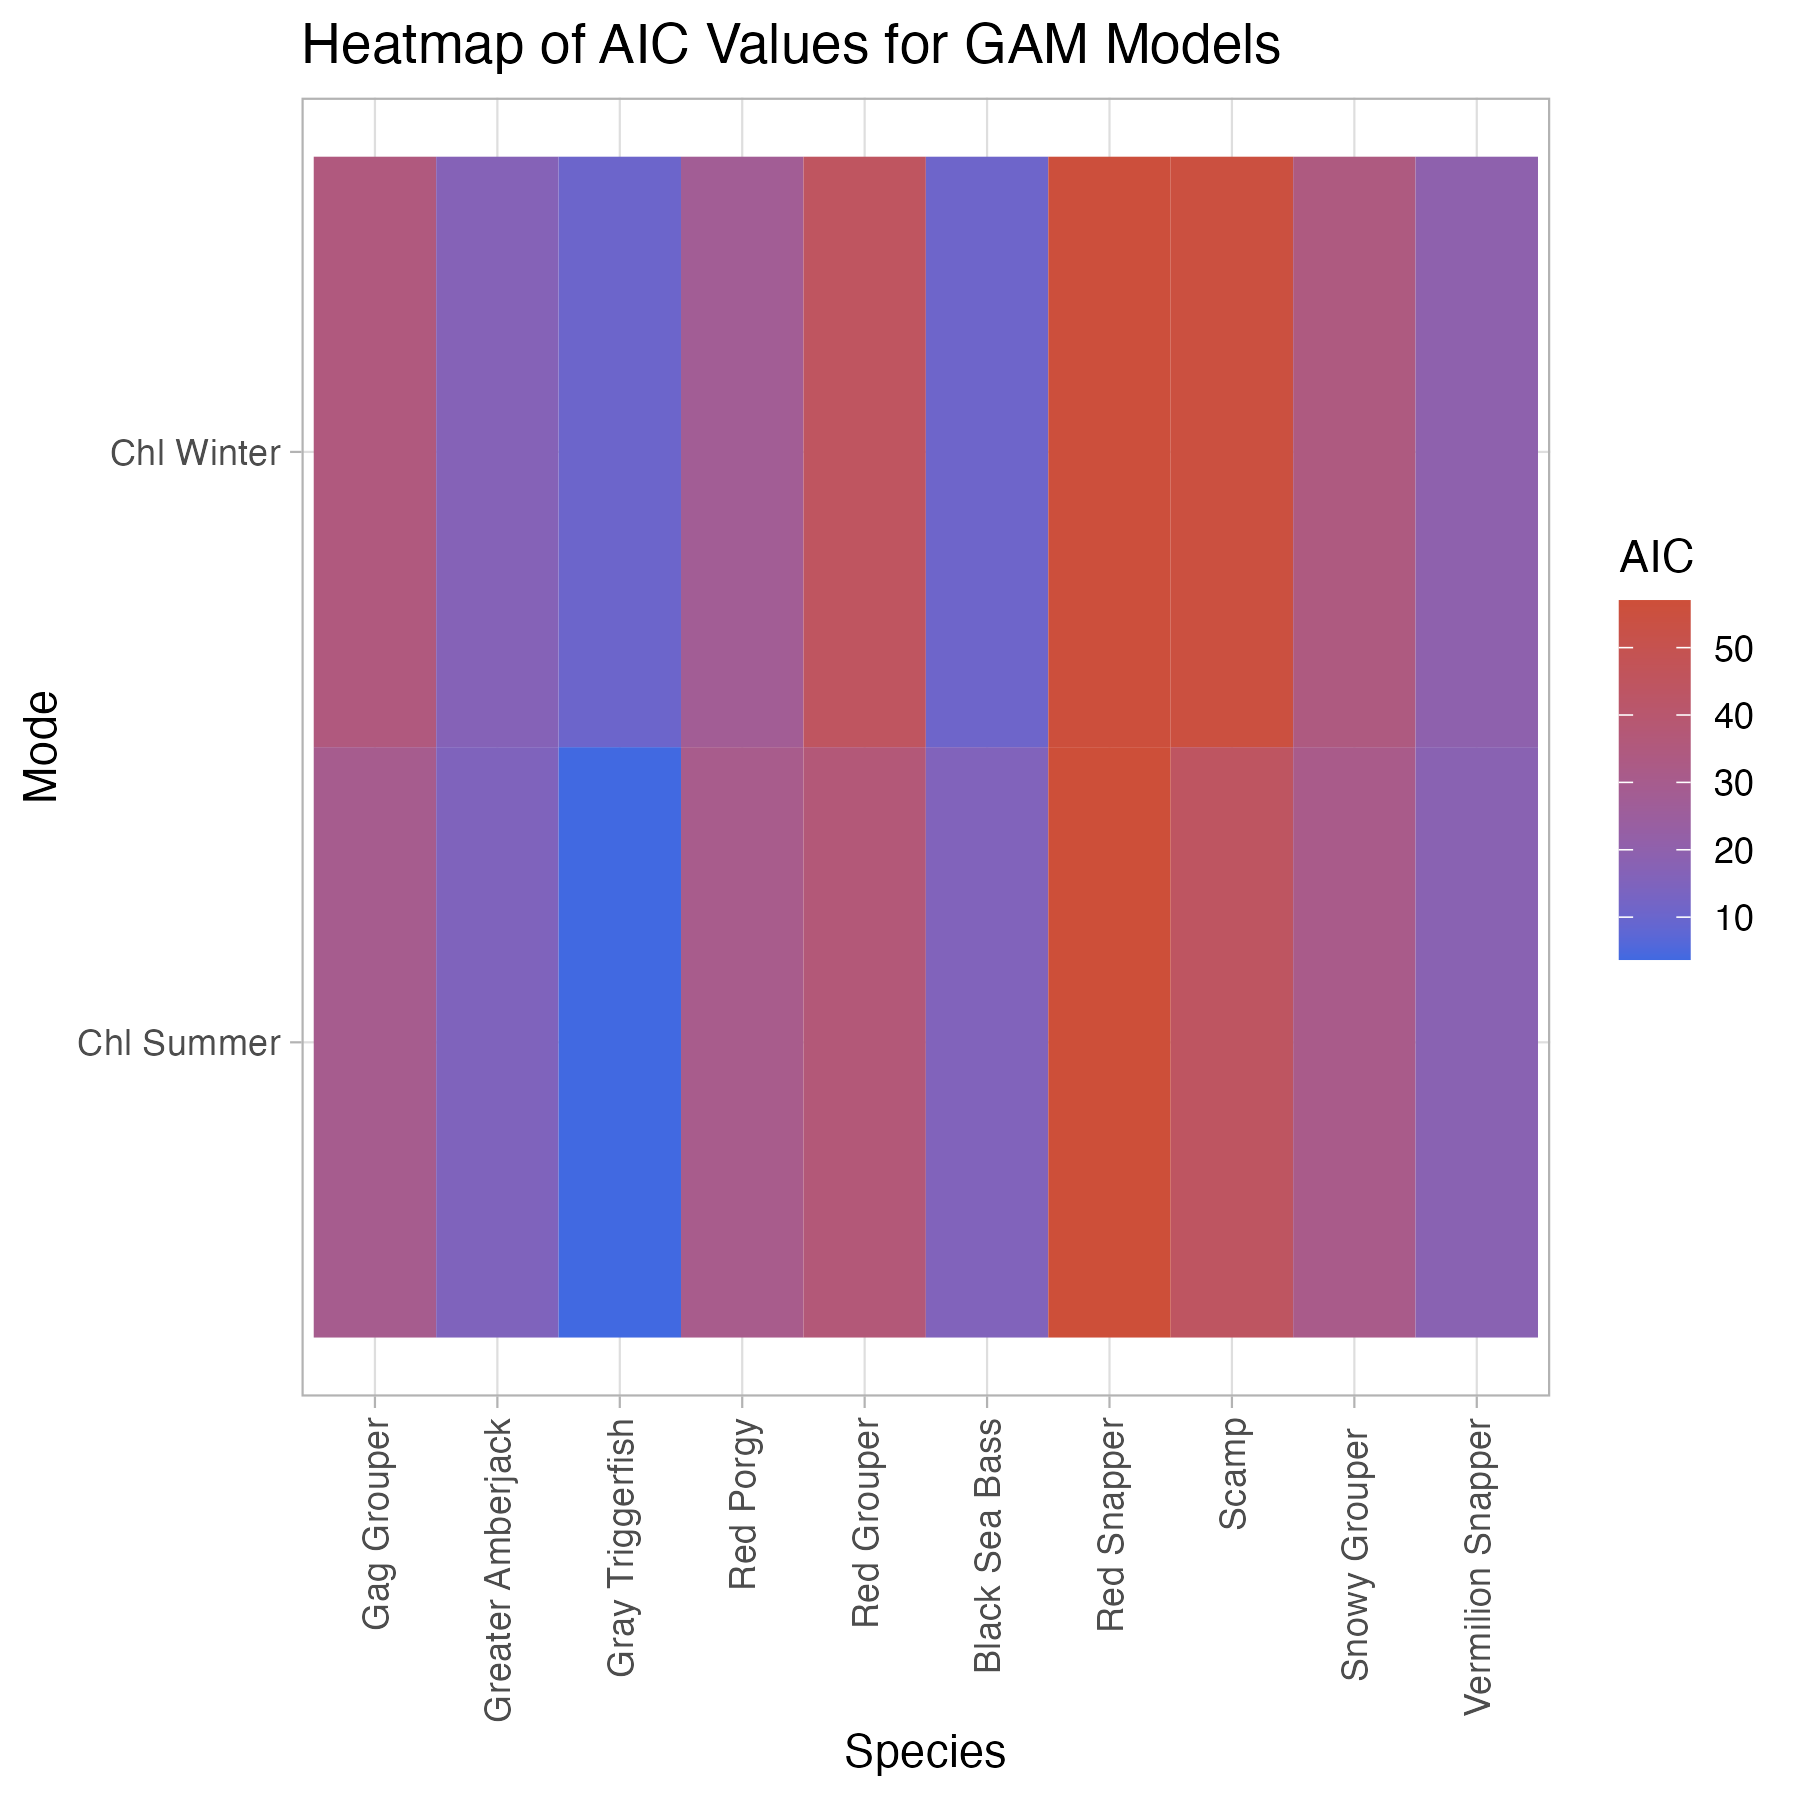 Heatmap of AIC Values for GAM Models
Mode
Chl Winter
Chl Summer
AIC
50
40
30
20
10
Gag Grouper
Greater Amberjack
Gray Triggerfish
Red Porgy
Red Grouper
Black Sea Bass
Red Snapper
Scamp
Snowy Grouper
Vermilion Snapper
Species